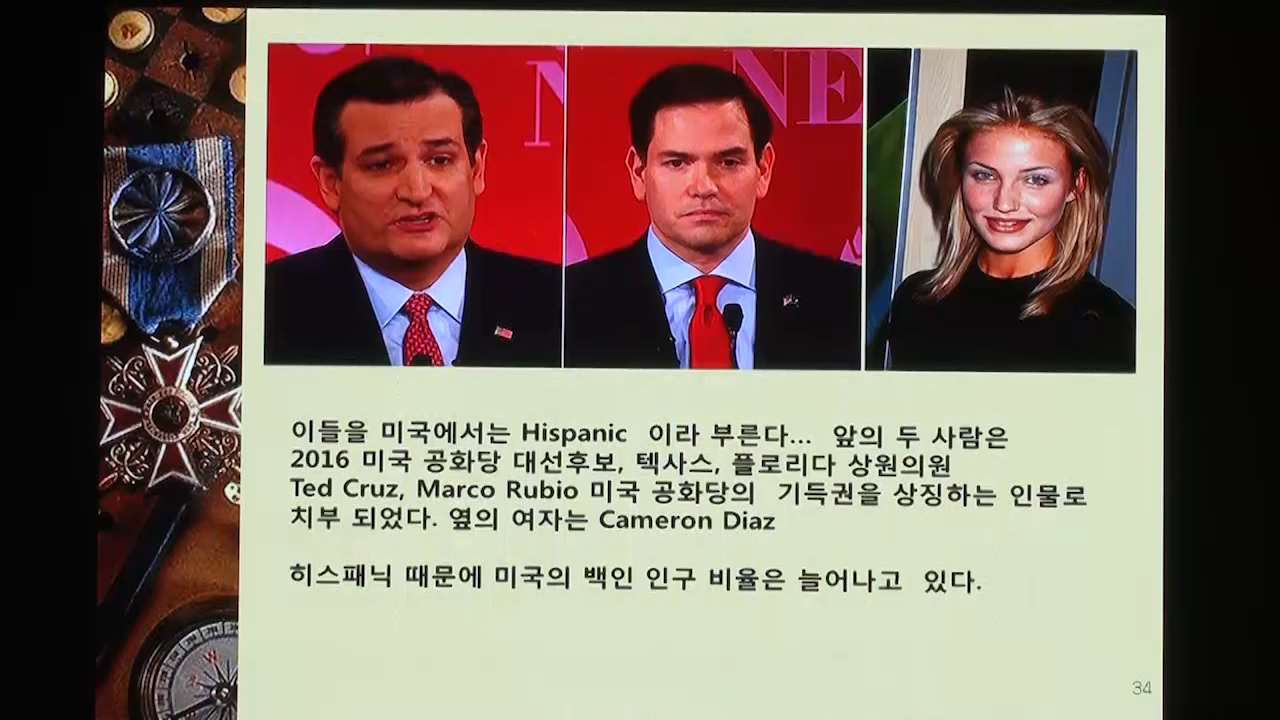 N
NE
이들을 미국에서는 Hispanic 이라 부른다... 앞의 두 사람은
2016 미국 공화당 대선후보, 텍사스, 플로리다 상원의원
Ted Cruz, Marco Rubio 미국 공화당의 기득권을 상징하는 인물로
치부 되었다. 옆의 여자는 Cameron Diaz
히스패닉 때문에 미국의 백인 인구 비율은 늘어나고 있다.
34